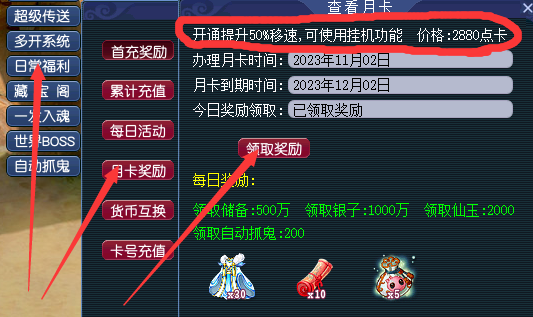 超级传送
多开系统
日常福利
藏宝阁
一发入魂
世界BOSS
自动抓鬼
首充奖励
累计充值
每日活动
月卡奖励
货币互换
卡号充值
查看月卡
开通提升50%移速,可使用挂机功能 价格:2880点卡
办理月卡时间: 2023年11月02日
月卡到期时间: 2023年12月02日
今日奖励领取: 已领取奖励
领取奖励
每日奖励:
领取储备:500万 领取银子:1000万 领取仙玉:2000
领取自动抓鬼:200
x30 x10 x5